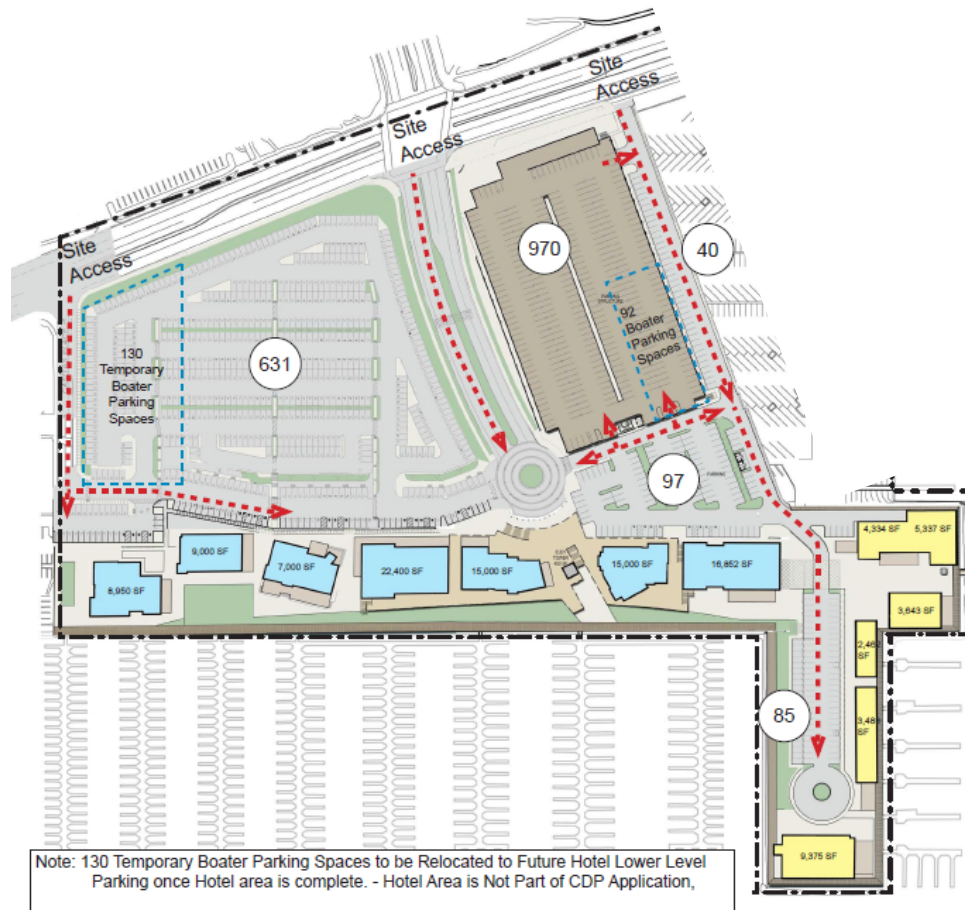 Site
Access
Site
Access
Site
Access
970
40
92
Boater
Parking
Spaces
130
Temporary
Boater
Parking
Spaces
631
97
PARKING
4,334 SF
5,337 SF
9,000 SF
7,000 SF
22,400 SF
15,000 SF
15,000 SF
16,852 SF
8,950 SF
3,643 SF
SF
SF
85
9,375 SF
Note: 130 Temporary Boater Parking Spaces to be Relocated to Future Hotel Lower Level
Parking once Hotel area is complete. - Hotel Area is Not Part of CDP Application,